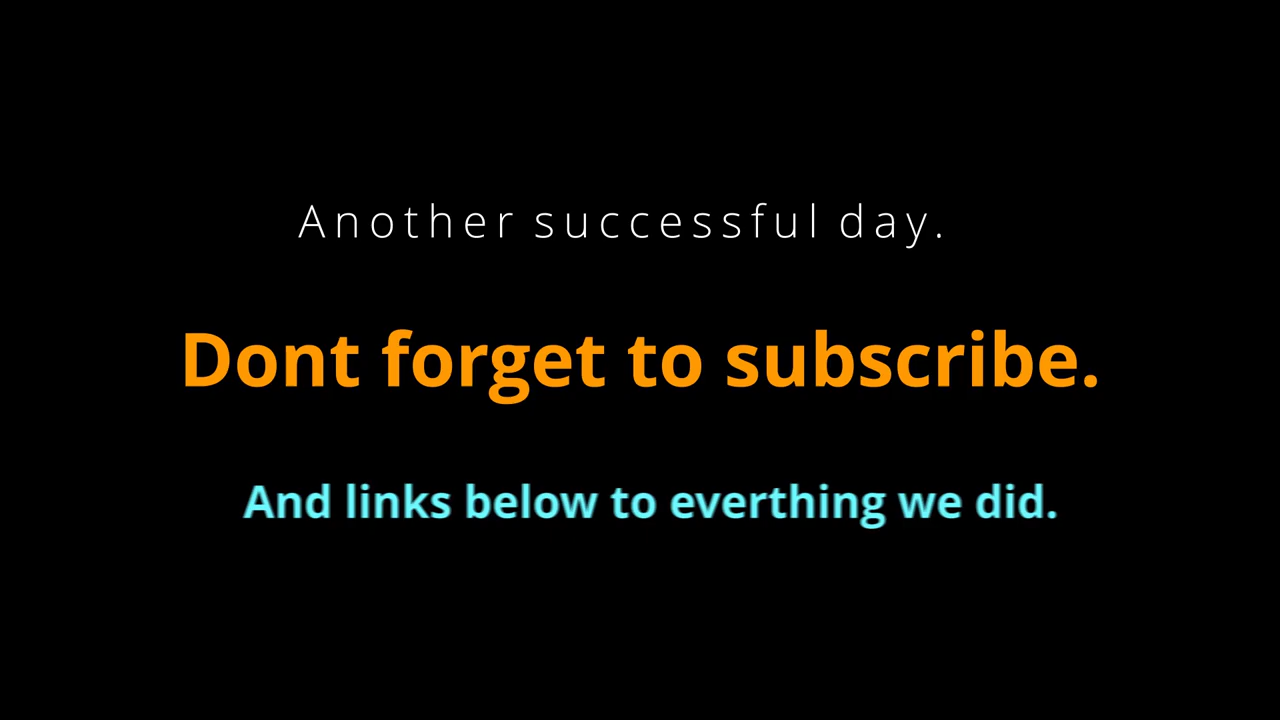 Another successful day.
Dont forget to subscribe.
And links below to everthing we did.